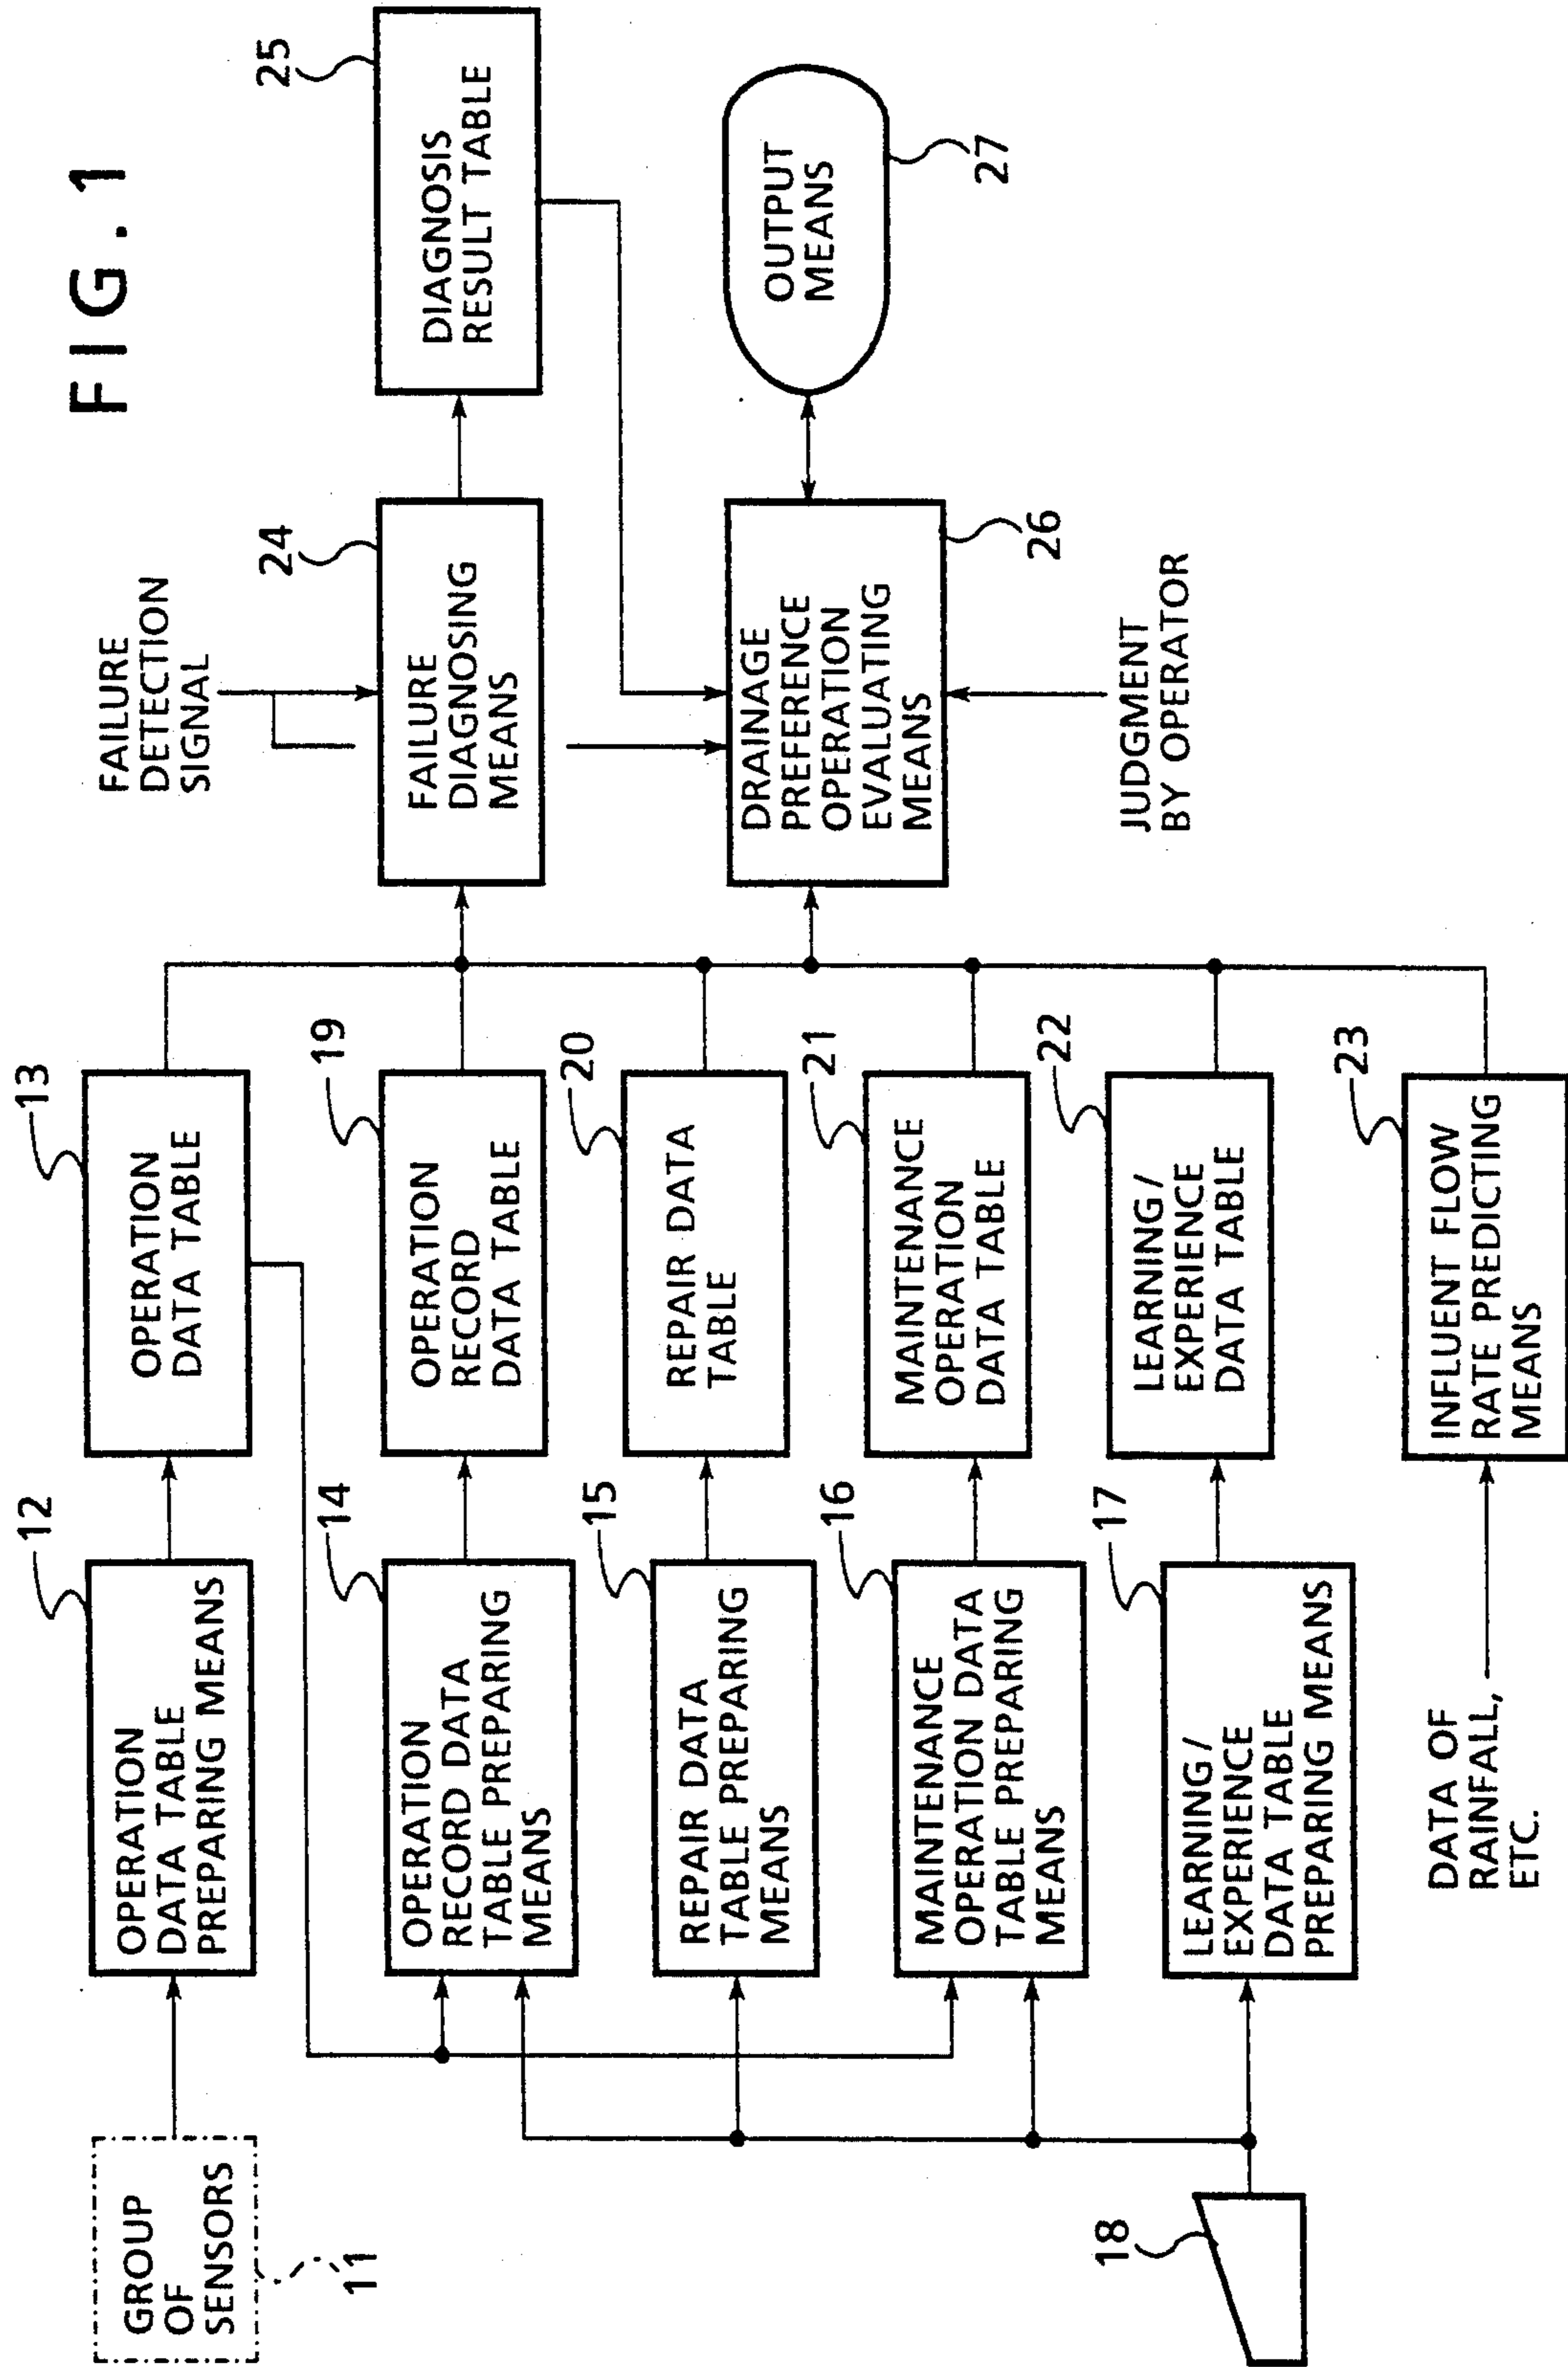 FIG. 1
GROUP
OF
SENSORS
11
12
OPERATION
DATA TABLE
PREPARING MEANS
13
OPERATION
DATA TABLE
14
OPERATION
RECORD DATA
TABLE PREPARING
MEANS
19
OPERATION
RECORD
DATA TABLE
15
REPAIR DATA
TABLE PREPARING
MEANS
20
REPAIR DATA
TABLE
16
MAINTENANCE
OPERATION DATA
TABLE PREPARING
MEANS
21
MAINTENANCE
OPERATION
DATA TABLE
17
LEARNING/
EXPERIENCE
DATA TABLE
PREPARING MEANS
22
LEARNING/
EXPERIENCE
DATA TABLE
18
DATA OF
RAINFALL,
ETC.
23
INFLUENT FLOW
RATE PREDICTING
MEANS
FAILURE
DETECTION
SIGNAL
24
FAILURE
DIAGNOSING
MEANS
25
DIAGNOSIS
RESULT TABLE
DRAINAGE
PREFERENCE
OPERATION
EVALUATING
MEANS
26
JUDGMENT
BY OPERATOR
OUTPUT
MEANS
27